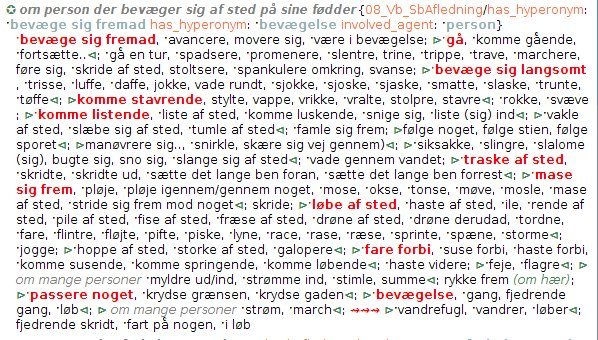 ✪ om person der bevæger sig af sted på sine fødder{08_Vb_SbAfledning/has_hyperonym:
·bevæge sig fremad has_hyperonym: ·bevægelse involved_agent: ·person}
·bevæge sig fremad, ·avancere, movere sig, ·være i bevægelse; ⊳·gå, ·komme gående,
·fortsætte..⊲; ·gå en tur, ·spadsere, ·promenere, ·slentre, trine, ·trippe, ·trave, ·marchere,
føre sig, ·skride af sted, stoltsere, ·spankulere omkring, svanse; ⊳·bevæge sig langsomt
, ·trisse, ·luffe, ·daffe, jokke, vade rundt, ·sjokke, sjoske, ·sjaske, ·smatte, ·slaske, ·trunte,
·tøffe⊲; ⊳komme stavrende, stylte, vappe, vrikke, ·vralte, stolpre, stavre⊲; ·rokke, ·svæve
; ⊳·komme listende, ·liste af sted, ·komme luskende, ·snige sig, ·liste (sig) ind⊲; ⊳·vakle
af sted, ·slæbe sig af sted, ·tumle af sted⊲; ·famle sig frem; ⊳følge noget, følge stien, følge
sporet⊲; ⊳manøvrere sig..., ·snirkle, skære sig vej gennem)⊲; ⊳·siksakke, ·slingre, ·slalome
(sig), bugte sig, sno sig, ·slange sig af sted⊲; ·vade gennem vandet; ⊳·traske af sted,
·skridte, ·skridte ud, ·sætte det lange ben foran, ·sætte det lange ben forrest⊲; ⊳·mase
sig frem, ·pløje, ·pløje igennem/gennem noget, ·mose, ·okse, ·tonse, ·møve, ·mosle, ·mase
af sted, ·stride sig frem mod noget⊲; skride; ⊳·løbe af sted, ·haste af sted, ·ile, ·rende af
sted, ·pile af sted, ·fise af sted, ·fræse af sted, ·drøne af sted, ·drøne derudad, ·tordne,
·fare, ·flintre, ·fløjte, ·pifte, ·piske, ·lyne, ·race, ·rase, ·ræse, ·sprinte, ·spæne, ·storme⊲;
·jogge; ⊳·hoppe af sted, ·storke af sted, ·galopere⊲; ⊳·fare forbi, ·suse forbi, ·haste forbi,
·komme susende, ·komme springende, ·komme løbende⊲; ·haste videre; ⊳·feje, ·flagre⊲; ⊳
om mange personer ·myldre ud/ind, ·strømme ind, ·stimle, summe⊲; rykke frem (om hær);
⊳·passere noget, ·krydse grænsen, ·krydse gaden⊲; ⊳·bevægelse, ·gang, fjedrende
gang, ·løb⊲; ⊳ om mange personer ·strøm, ·march⊲; ⇝⇝⇝ ⊳·vandrefugl, ·vandrer, ·løber⊲;
fjedrende skridt, ·fart på nogen, ·i løb